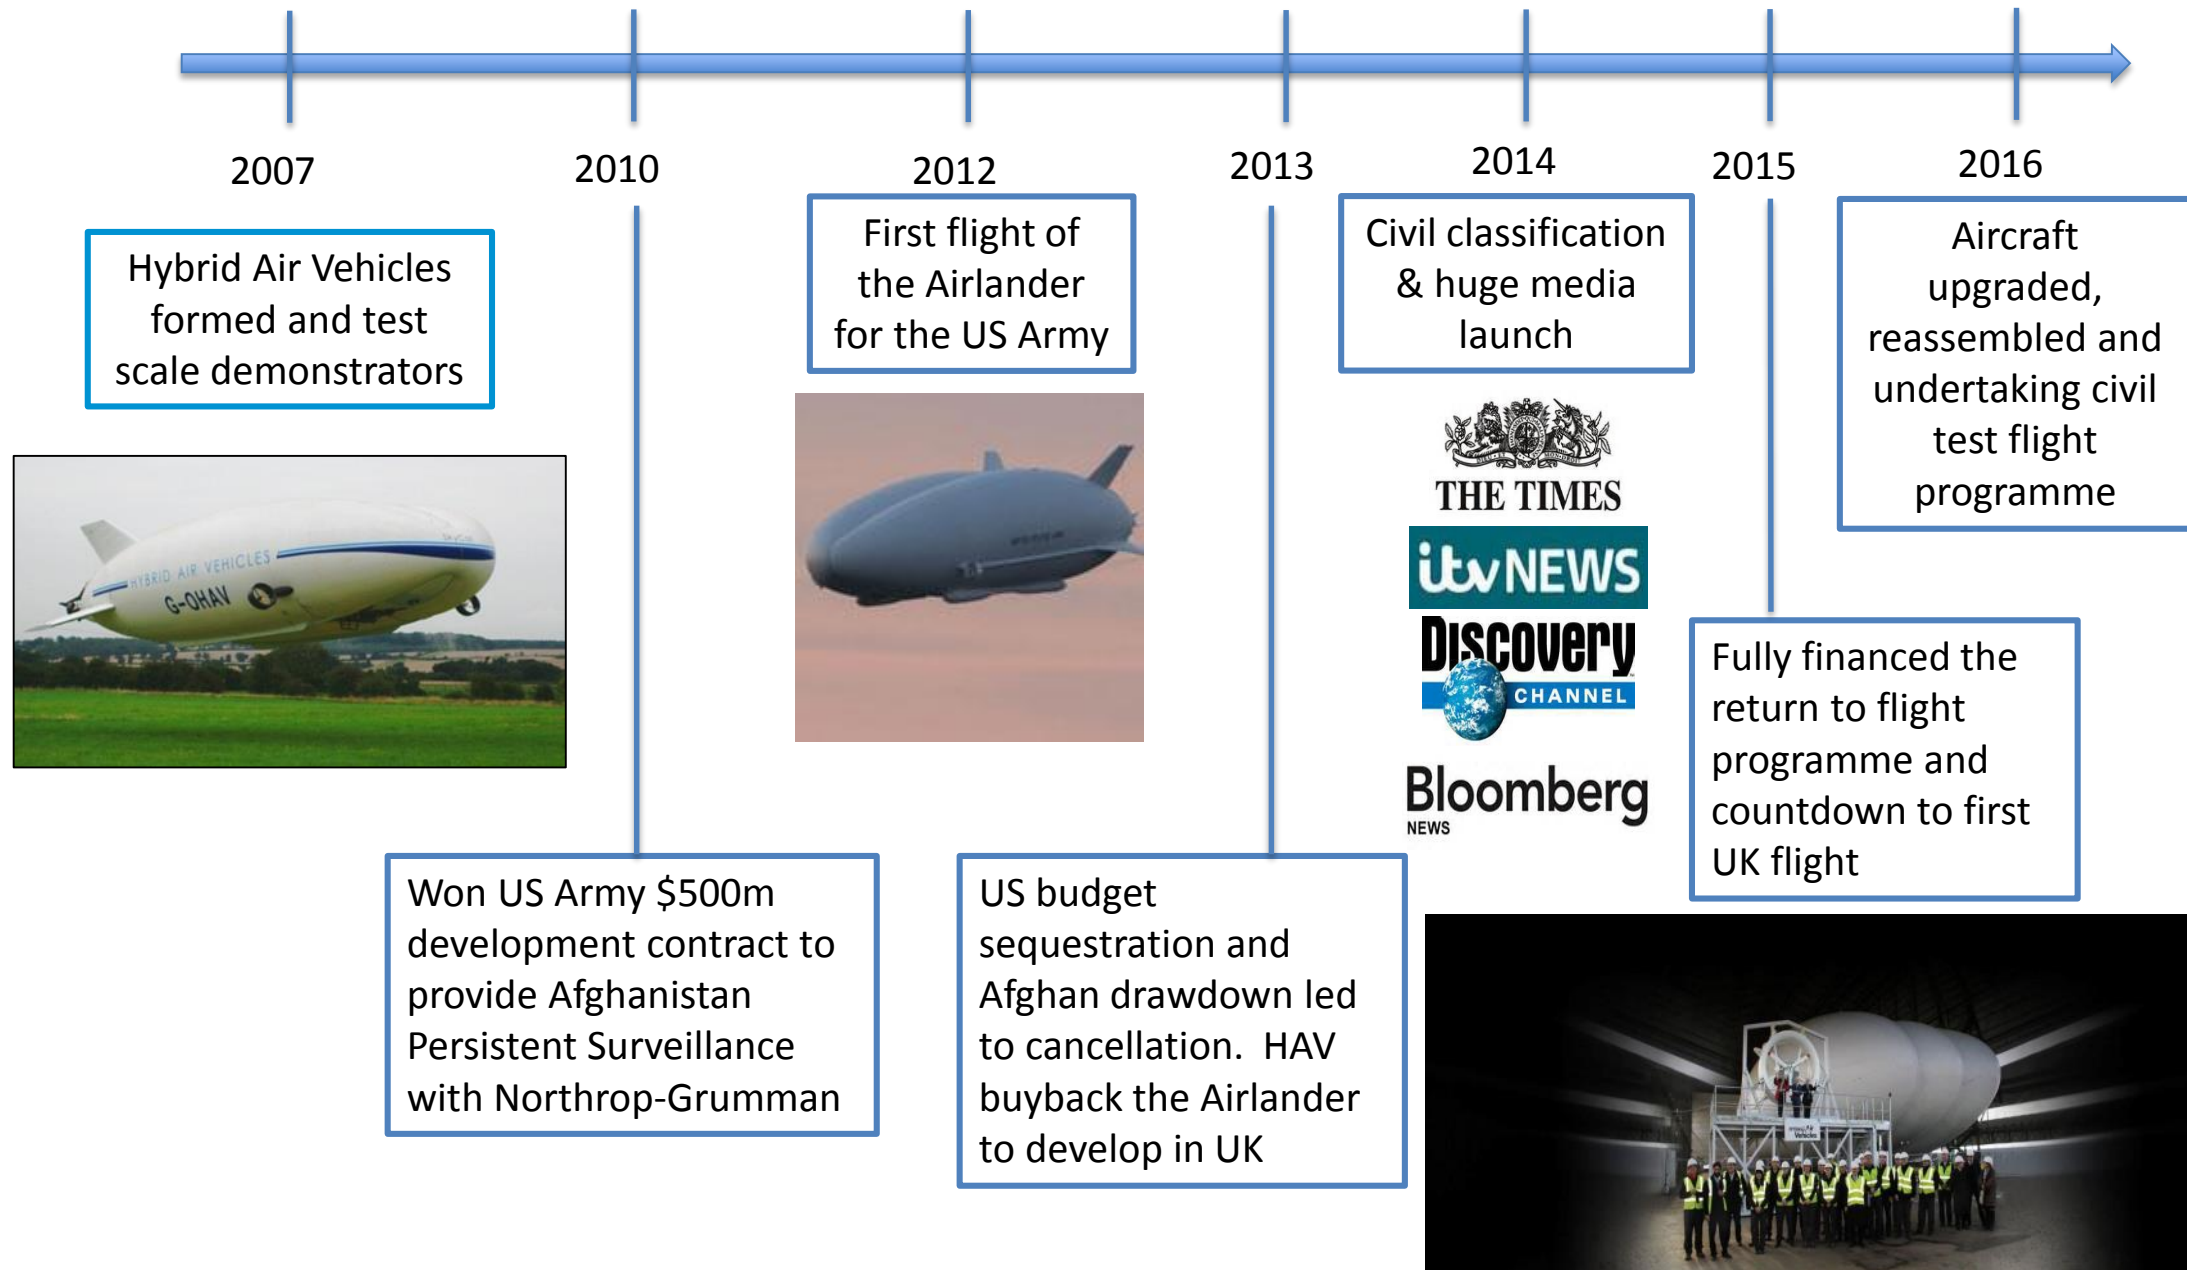 2007
2010
2012
2013
2014
2015
2016
Hybrid Air Vehicles
formed and test
scale demonstrators
HYBRID AIR VEHICLES
G-OHAV
Won US Army $500m
development contract to
provide Afghanistan
Persistent Surveillance
with Northrop-Grumman
First flight of
the Airlander
for the US Army
US budget
sequestration and
Afghan drawdown led
to cancellation.  HAV
buyback the Airlander
to develop in UK
Civil classification
& huge media
launch
THE TIMES
itv NEWS
Discovery
CHANNEL
Bloomberg
NEWS
Fully financed the
return to flight
programme and
countdown to first
UK flight
Vehicles
Aircraft
upgraded,
reassembled and
undertaking civil
test flight
programme